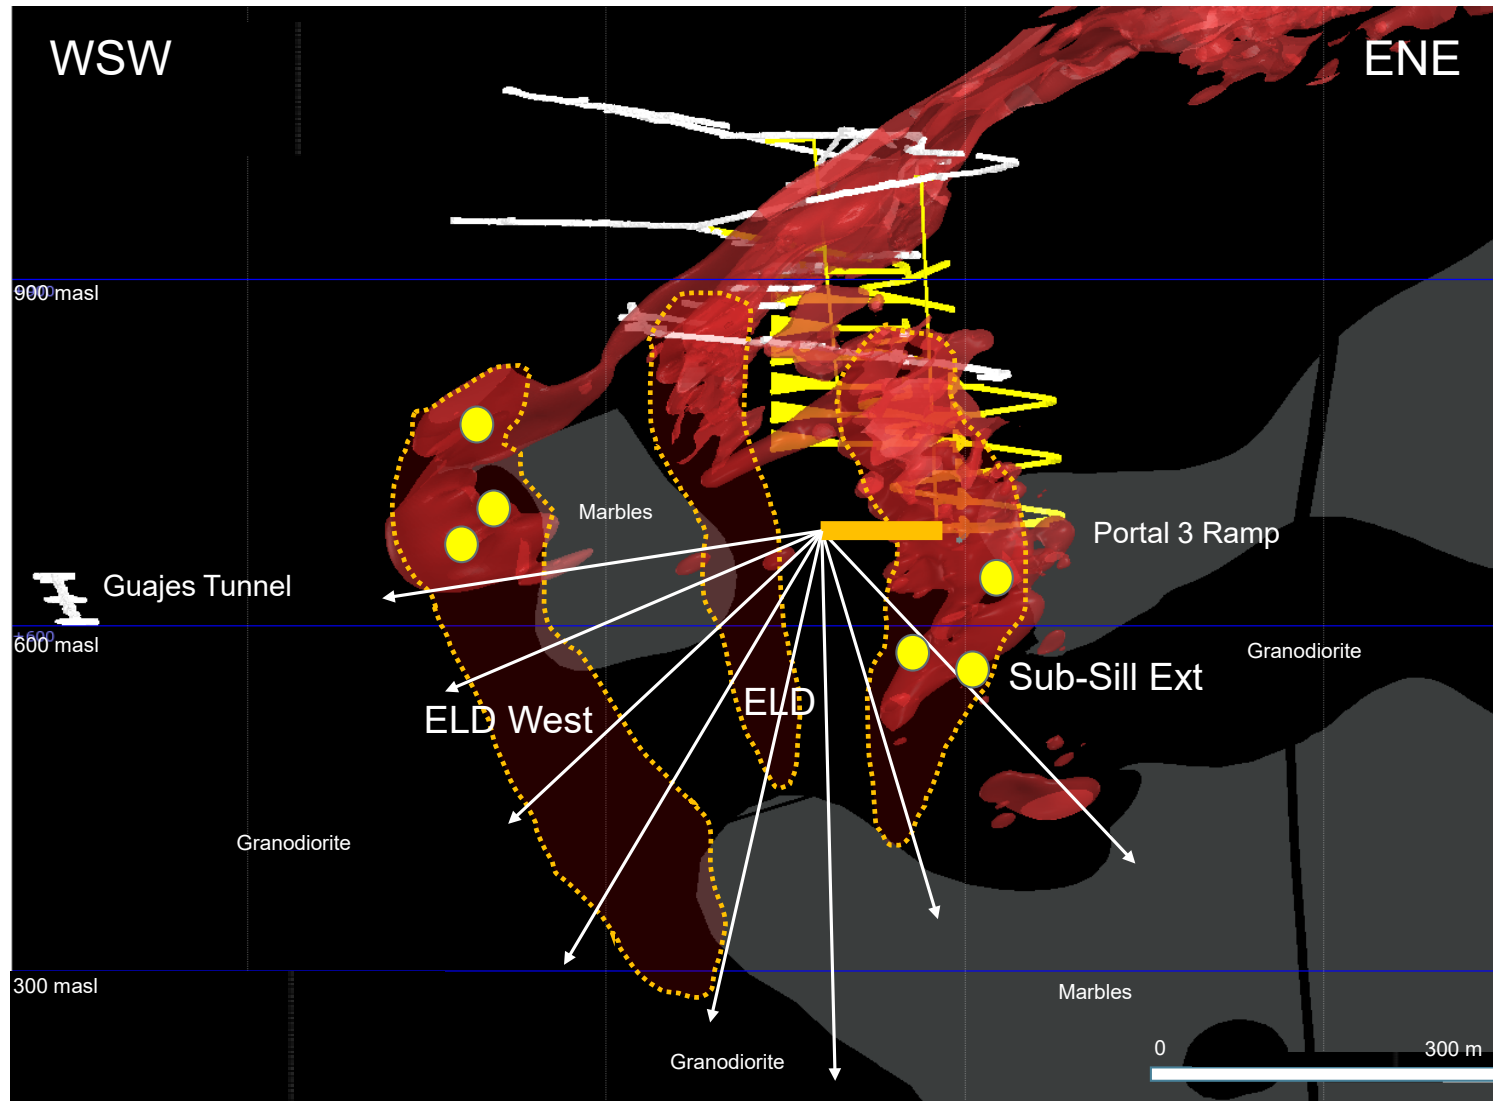 WSW
ENE
900 masl
Marbles
Portal 3 Ramp
Guajes Tunnel
600 masl
Granodiorite
Sub-Sill Ext
ELD
ELD West
Granodiorite
300 masl
Marbles
Granodiorite
0
300 m